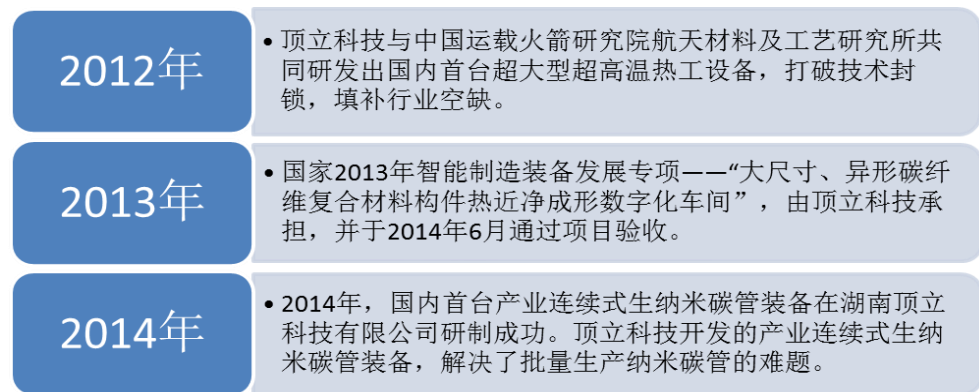 2012年
• 顶立科技与中国运载火箭研究院航天材料及工艺研究所共
同研发出国内首台超大型超高温热工设备，打破技术封
锁，填补行业空缺。
2013年
• 国家2013年智能制造装备发展专项——“大尺寸、异形碳纤
维复合材料构件热近净成形数字化车间”，由顶立科技承
担，并于2014年6月通过项目验收。
2014年
• 2014年，国内首台产业连续式生纳米碳管装备在湖南顶立
科技有限公司研制成功。顶立科技开发的产业连续式生纳
米碳管装备，解决了批量生产纳米碳管的难题。